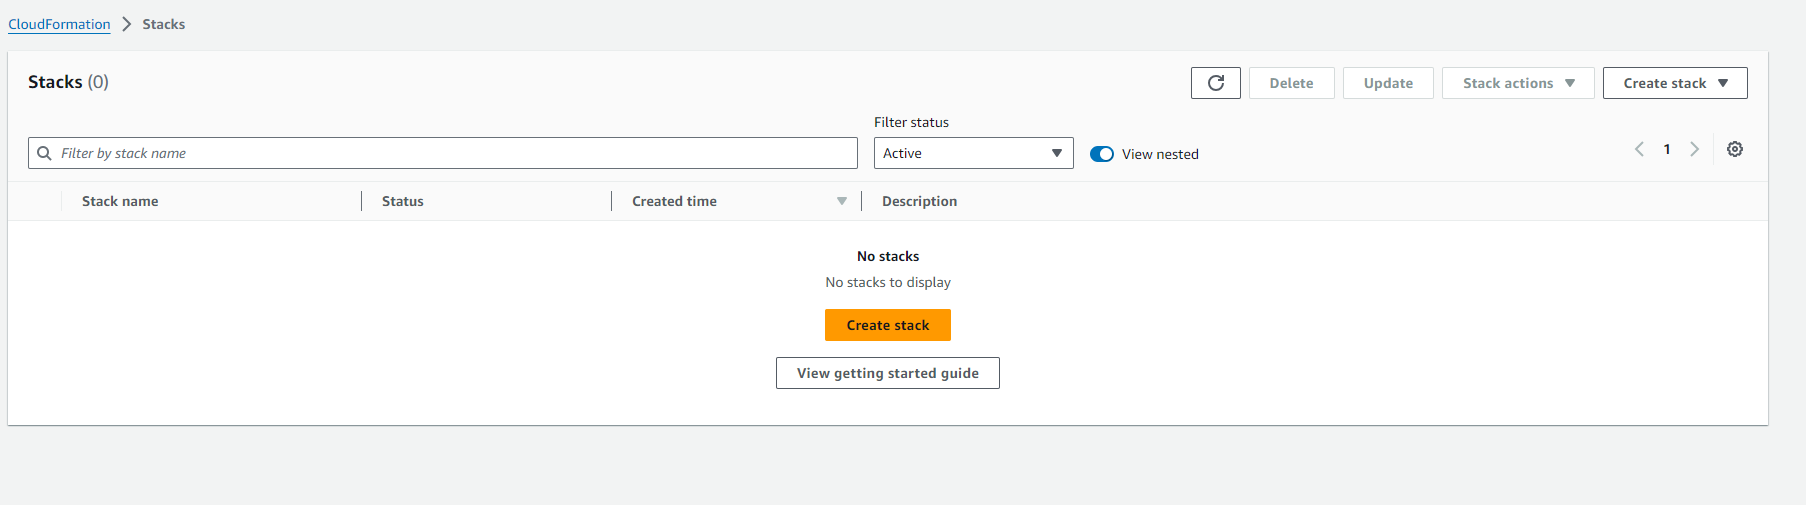 CloudFormation > Stacks
Stacks (0)
Delete Update Stack actions Create stack
Filter status
Filter by stack name Active View nested 1
Stack name Status Created time Description
No stacks
No stacks to display
Create stack
View getting started guide